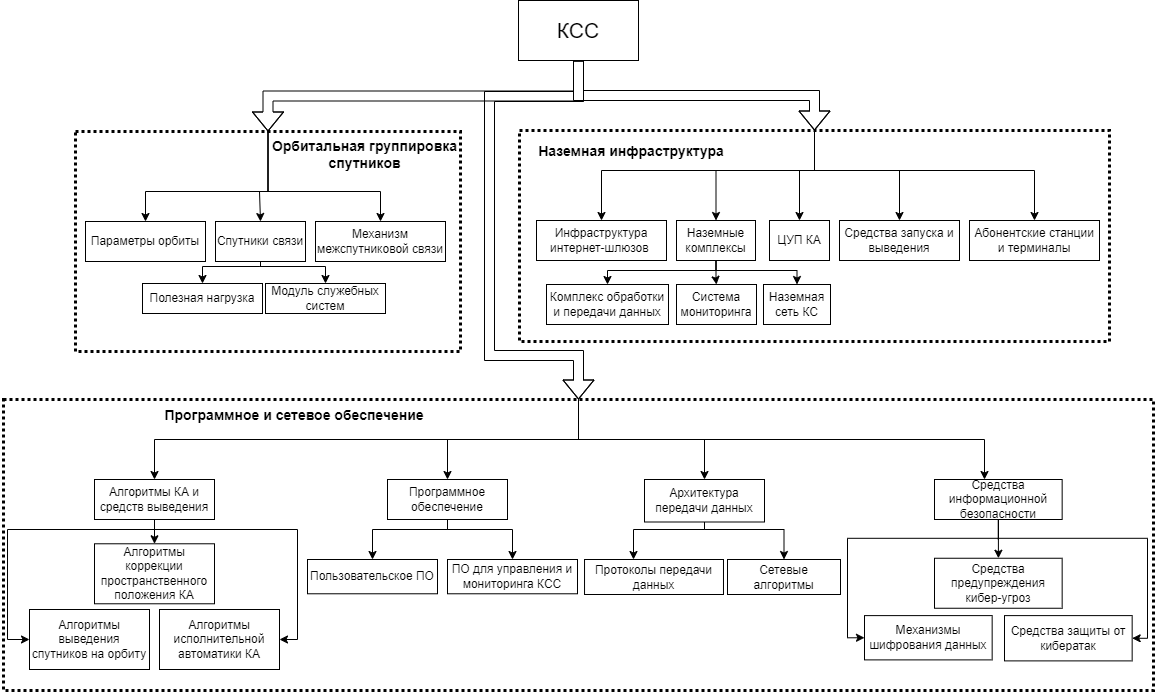 КСС
Орбитальная группировка
спутников
Параметры орбиты
Спутники связи
Механизм
межспутниковой связи
Полезная нагрузка
Модуль служебных
систем
Наземная инфраструктура
Инфраструктура
интернет-шлюзов
Наземные
комплексы
ЦУП КА
Средства запуска и
выведения
Абонентские станции
и терминалы
Комплекс обработки
и передачи данных
Система
мониторинга
Наземная
сеть КС
Программное и сетевое обеспечение
Алгоритмы КА и
средств выведения
Программное
обеспечение
Архитектура
передачи данных
Средства
информационной
безопасности
Алгоритмы
коррекции
пространственного
положения КА
Пользовательское ПО
ПО для управления и
мониторинга КСС
Протоколы передачи
данных
Сетевые
алгоритмы
Средства
предупреждения
кибер-угроз
Алгоритмы
выведения
спутников на орбиту
Алгоритмы
исполнительной
автоматики КА
Механизмы
шифрования данных
Средства защиты от
кибератак